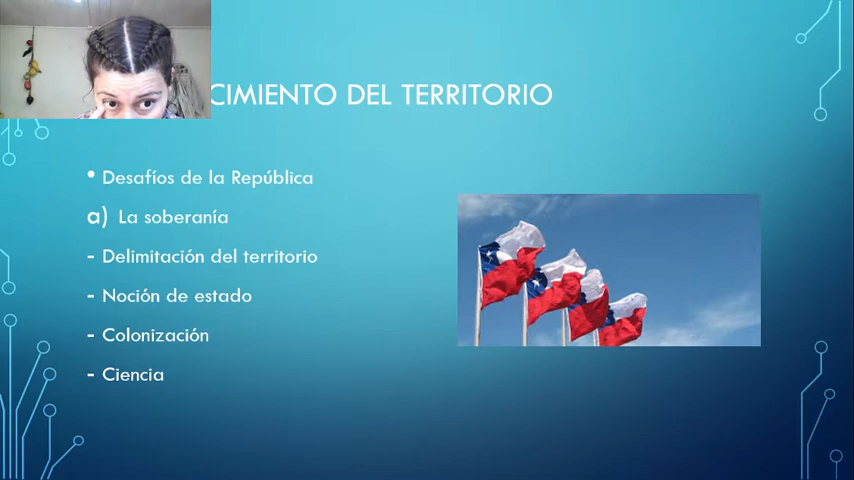 CIMIENTO DEL TERRITORIO
• Desafíos de la República
a) La soberanía
- Delimitación del territorio
- Noción de estado
- Colonización
- Ciencia